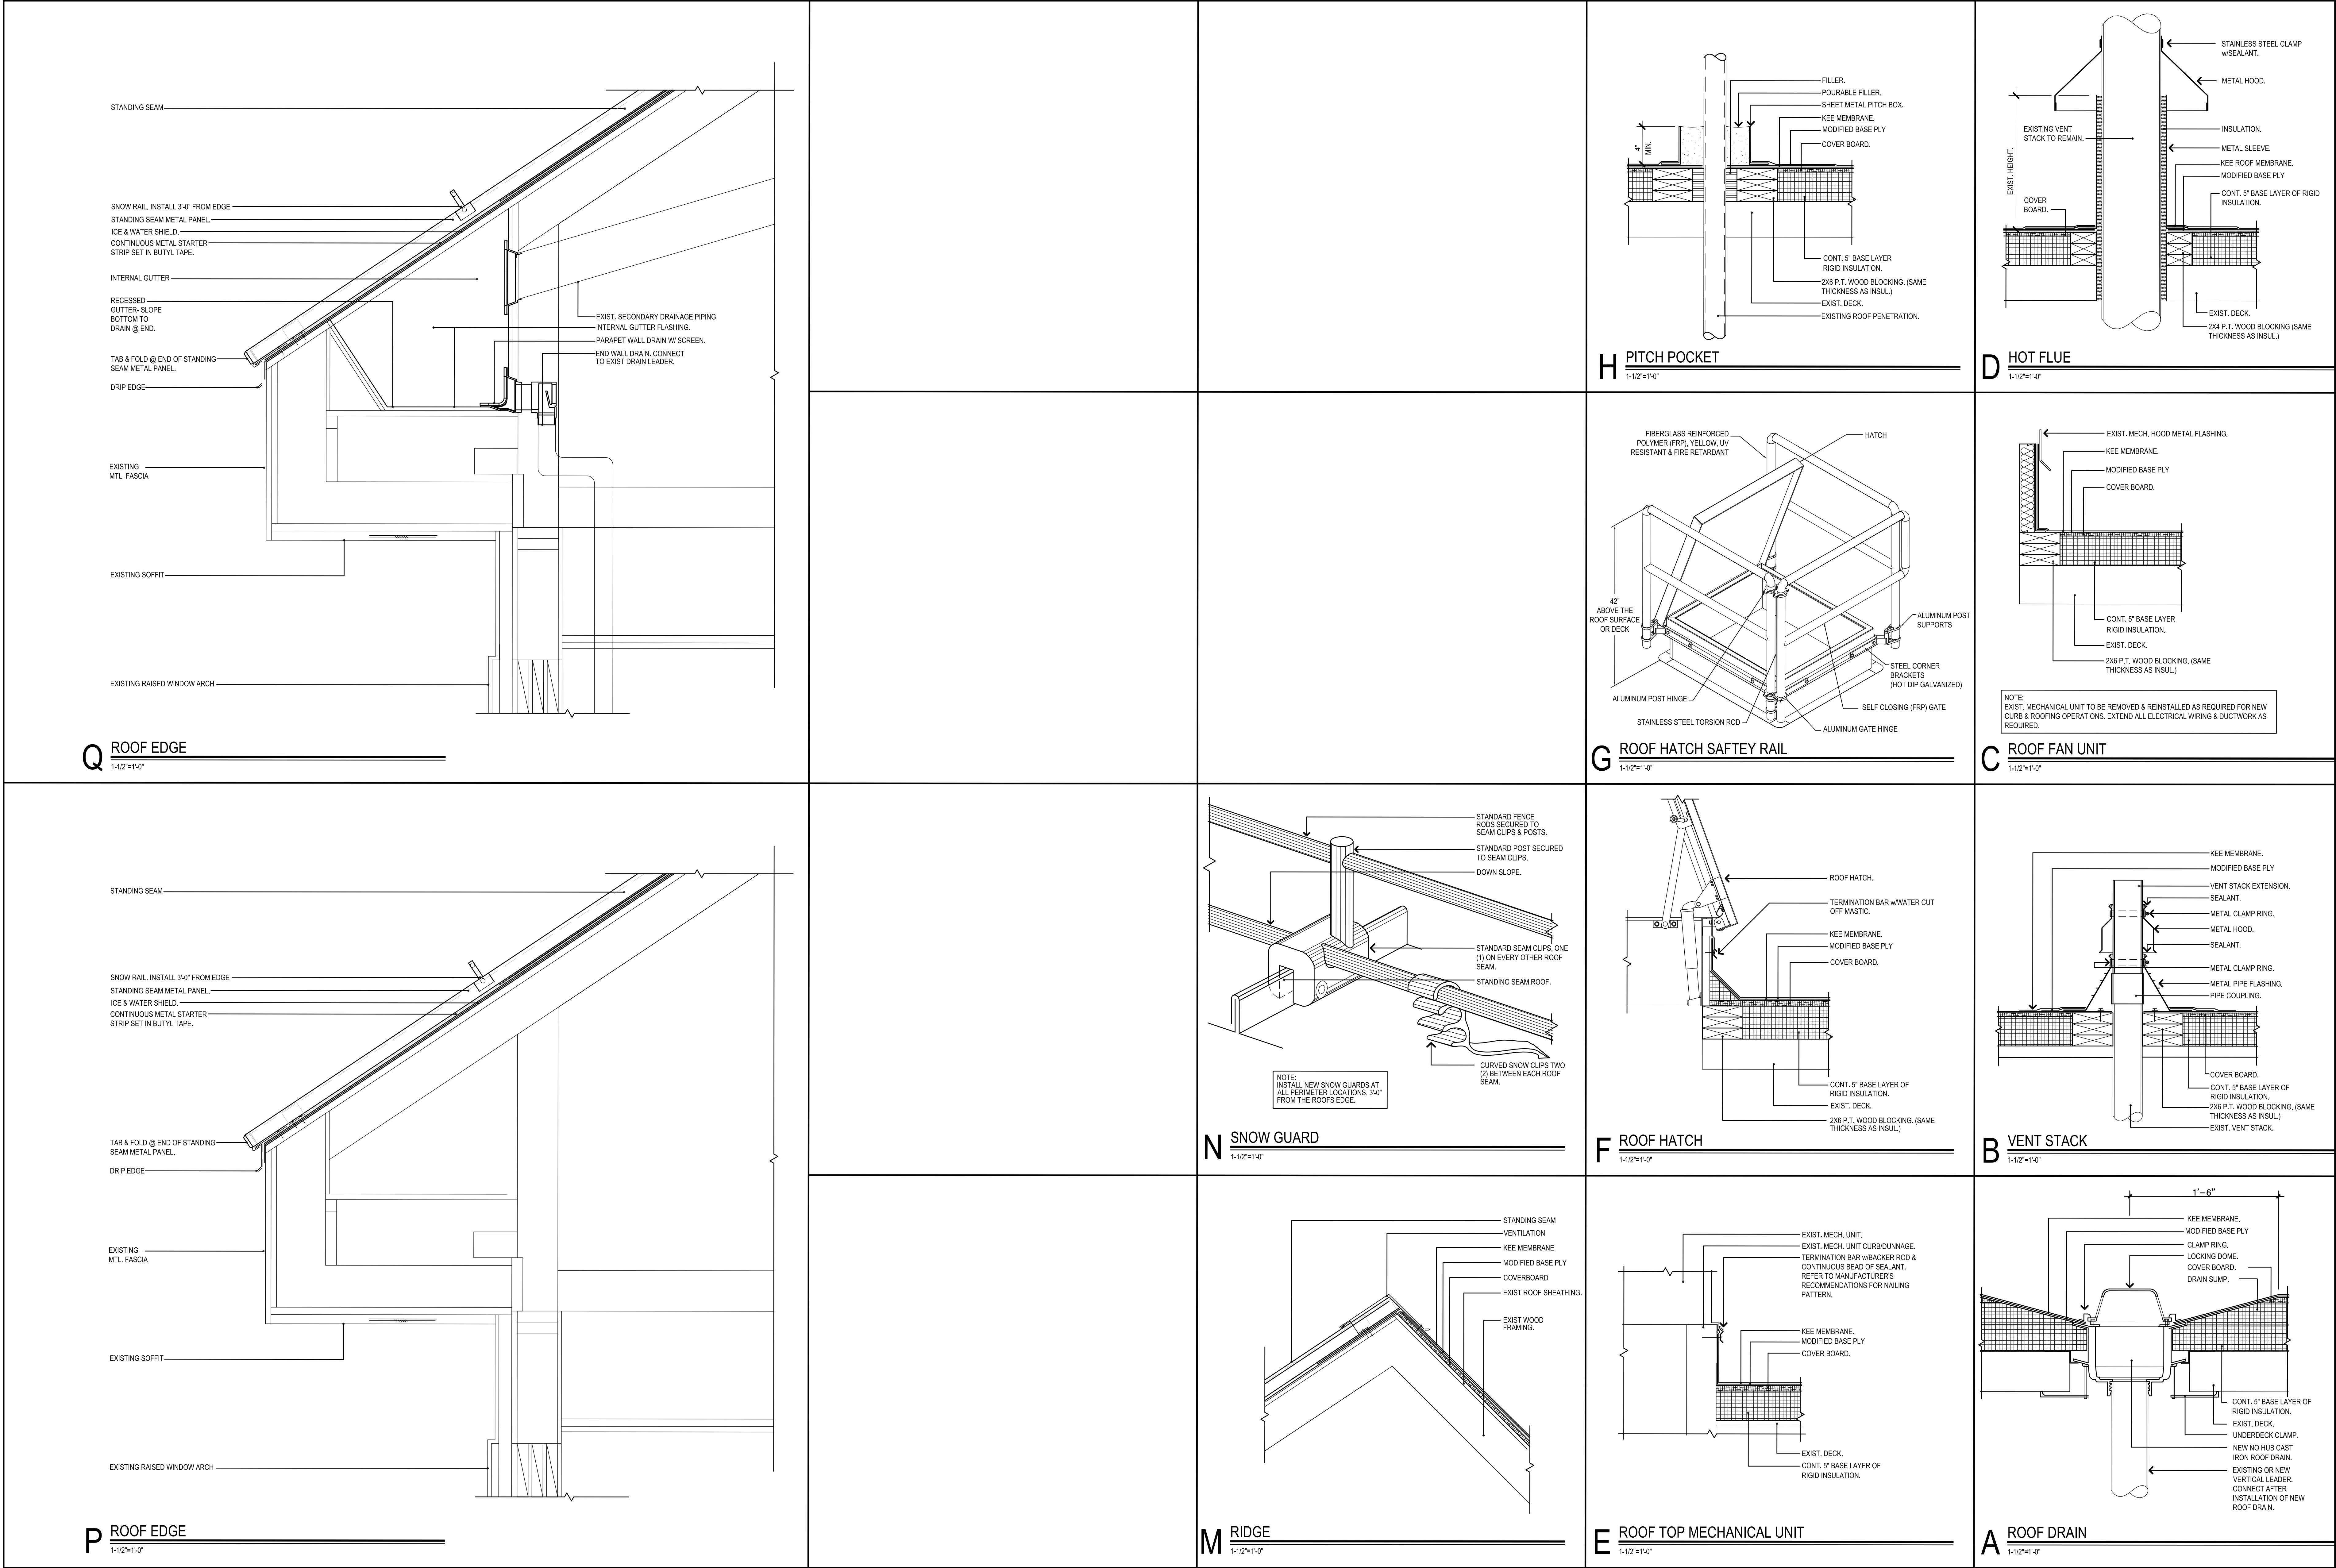 STANDING SEAM
SNOW RAIL. INSTALL 3'-0" FROM EDGE
STANDING SEAM METAL PANEL.
ICE & WATER SHIELD.
CONTINUOUS METAL STARTER
STRIP SET IN BUTYL TAPE.
INTERNAL GUTTER
RECESSED
GUTTER- SLOPE
BOTTOM TO
DRAIN @ END.
TAB & FOLD @ END OF STANDING
SEAM METAL PANEL.
DRIP EDGE
EXISTING
MTL. FASCIA
EXISTING SOFFIT
EXISTING RAISED WINDOW ARCH
EXIST. SECONDARY DRAINAGE PIPING
INTERNAL GUTTER FLASHING.
PARAPET WALL DRAIN W/ SCREEN.
END WALL DRAIN. CONNECT
TO EXIST DRAIN LEADER.
Q ROOF EDGE
1-1/2"=1'-0"
FILLER.
POURABLE FILLER.
SHEET METAL PITCH BOX.
KEE MEMBRANE.
MODIFIED BASE PLY
COVER BOARD.
4"
MIN.
CONT. 5" BASE LAYER
RIGID INSULATION.
2X6 P.T. WOOD BLOCKING. (SAME
THICKNESS AS INSUL.)
EXIST. DECK.
EXISTING ROOF PENETRATION.
H PITCH POCKET
1-1/2"=1'-0"
STAINLESS STEEL CLAMP
w/SEALANT.
METAL HOOD.
EXISTING VENT
STACK TO REMAIN.
INSULATION.
METAL SLEEVE.
KEE ROOF MEMBRANE.
MODIFIED BASE PLY
CONT. 5" BASE LAYER OF RIGID
INSULATION.
EXIST. HEIGHT.
COVER
BOARD.
EXIST. DECK.
2X4 P.T. WOOD BLOCKING (SAME
THICKNESS AS INSUL.)
D HOT FLUE
1-1/2"=1'-0"
FIBERGLASS REINFORCED
POLYMER (FRP), YELLOW, UV
RESISTANT & FIRE RETARDANT
HATCH
42"
ABOVE THE
ROOF SURFACE
OR DECK
ALUMINUM POST
SUPPORTS
STEEL CORNER
BRACKETS
(HOT DIP GALVANIZED)
ALUMINUM POST HINGE
SELF CLOSING (FRP) GATE
STAINLESS STEEL TORSION ROD
ALUMINUM GATE HINGE
G ROOF HATCH SAFTEY RAIL
1-1/2"=1'-0"
EXIST. MECH. HOOD METAL FLASHING.
KEE MEMBRANE.
MODIFIED BASE PLY
COVER BOARD.
CONT. 5" BASE LAYER
RIGID INSULATION.
EXIST. DECK.
2X6 P.T. WOOD BLOCKING. (SAME
THICKNESS AS INSUL.)
NOTE:
EXIST. MECHANICAL UNIT TO BE REMOVED & REINSTALLED AS REQUIRED FOR NEW
CURB & ROOFING OPERATIONS. EXTEND ALL ELECTRICAL WIRING & DUCTWORK AS
REQUIRED.
C ROOF FAN UNIT
1-1/2"=1'-0"
STANDING SEAM
SNOW RAIL. INSTALL 3'-0" FROM EDGE
STANDING SEAM METAL PANEL.
ICE & WATER SHIELD.
CONTINUOUS METAL STARTER
STRIP SET IN BUTYL TAPE.
TAB & FOLD @ END OF STANDING
SEAM METAL PANEL.
DRIP EDGE
EXISTING
MTL. FASCIA
EXISTING SOFFIT
EXISTING RAISED WINDOW ARCH
P ROOF EDGE
1-1/2"=1'-0"
STANDARD FENCE
RODS SECURED TO
SEAM CLIPS & POSTS.
STANDARD POST SECURED
TO SEAM CLIPS.
DOWN SLOPE.
STANDARD SEAM CLIPS, ONE
(1) ON EVERY OTHER ROOF
SEAM.
STANDING SEAM ROOF.
CURVED SNOW CLIPS TWO
(2) BETWEEN EACH ROOF
SEAM.
NOTE:
INSTALL NEW SNOW GUARDS AT
ALL PERIMETER LOCATIONS, 3'-0"
FROM THE ROOFS EDGE.
N SNOW GUARD
1-1/2"=1'-0"
ROOF HATCH.
TERMINATION BAR w/WATER CUT
OFF MASTIC.
KEE MEMBRANE.
MODIFIED BASE PLY
COVER BOARD.
CONT. 5" BASE LAYER OF
RIGID INSULATION.
EXIST. DECK.
2X6 P.T. WOOD BLOCKING. (SAME
THICKNESS AS INSUL.)
F ROOF HATCH
1-1/2"=1'-0"
KEE MEMBRANE.
MODIFIED BASE PLY
VENT STACK EXTENSION.
SEALANT.
METAL CLAMP RING.
METAL HOOD.
SEALANT.
METAL CLAMP RING.
METAL PIPE FLASHING.
PIPE COUPLING.
COVER BOARD.
CONT. 5" BASE LAYER OF
RIGID INSULATION.
2X6 P.T. WOOD BLOCKING. (SAME
THICKNESS AS INSUL.)
EXIST. VENT STACK.
B VENT STACK
1-1/2"=1'-0"
STANDING SEAM
VENTILATION
KEE MEMBRANE
MODIFIED BASE PLY
COVERBOARD
EXIST ROOF SHEATHING.
EXIST WOOD
FRAMING.
M RIDGE
1-1/2"=1'-0"
EXIST. MECH. UNIT.
EXIST. MECH. UNIT CURB/DUNNAGE.
TERMINATION BAR w/BACKER ROD &
CONTINUOUS BEAD OF SEALANT.
REFER TO MANUFACTURER'S
RECOMMENDATIONS FOR NAILING
PATTERN.
KEE MEMBRANE.
MODIFIED BASE PLY
COVER BOARD.
EXIST. DECK.
CONT. 5" BASE LAYER OF
RIGID INSULATION.
E ROOF TOP MECHANICAL UNIT
1-1/2"=1'-0"
1'-6"
KEE MEMBRANE.
MODIFIED BASE PLY
CLAMP RING.
LOCKING DOME.
COVER BOARD.
DRAIN SUMP.
CONT. 5" BASE LAYER OF
RIGID INSULATION.
EXIST. DECK.
UNDERDECK CLAMP.
NEW NO HUB CAST
IRON ROOF DRAIN.
EXISTING OR NEW
VERTICAL LEADER.
CONNECT AFTER
INSTALLATION OF NEW
ROOF DRAIN.
A ROOF DRAIN
1-1/2"=1'-0"